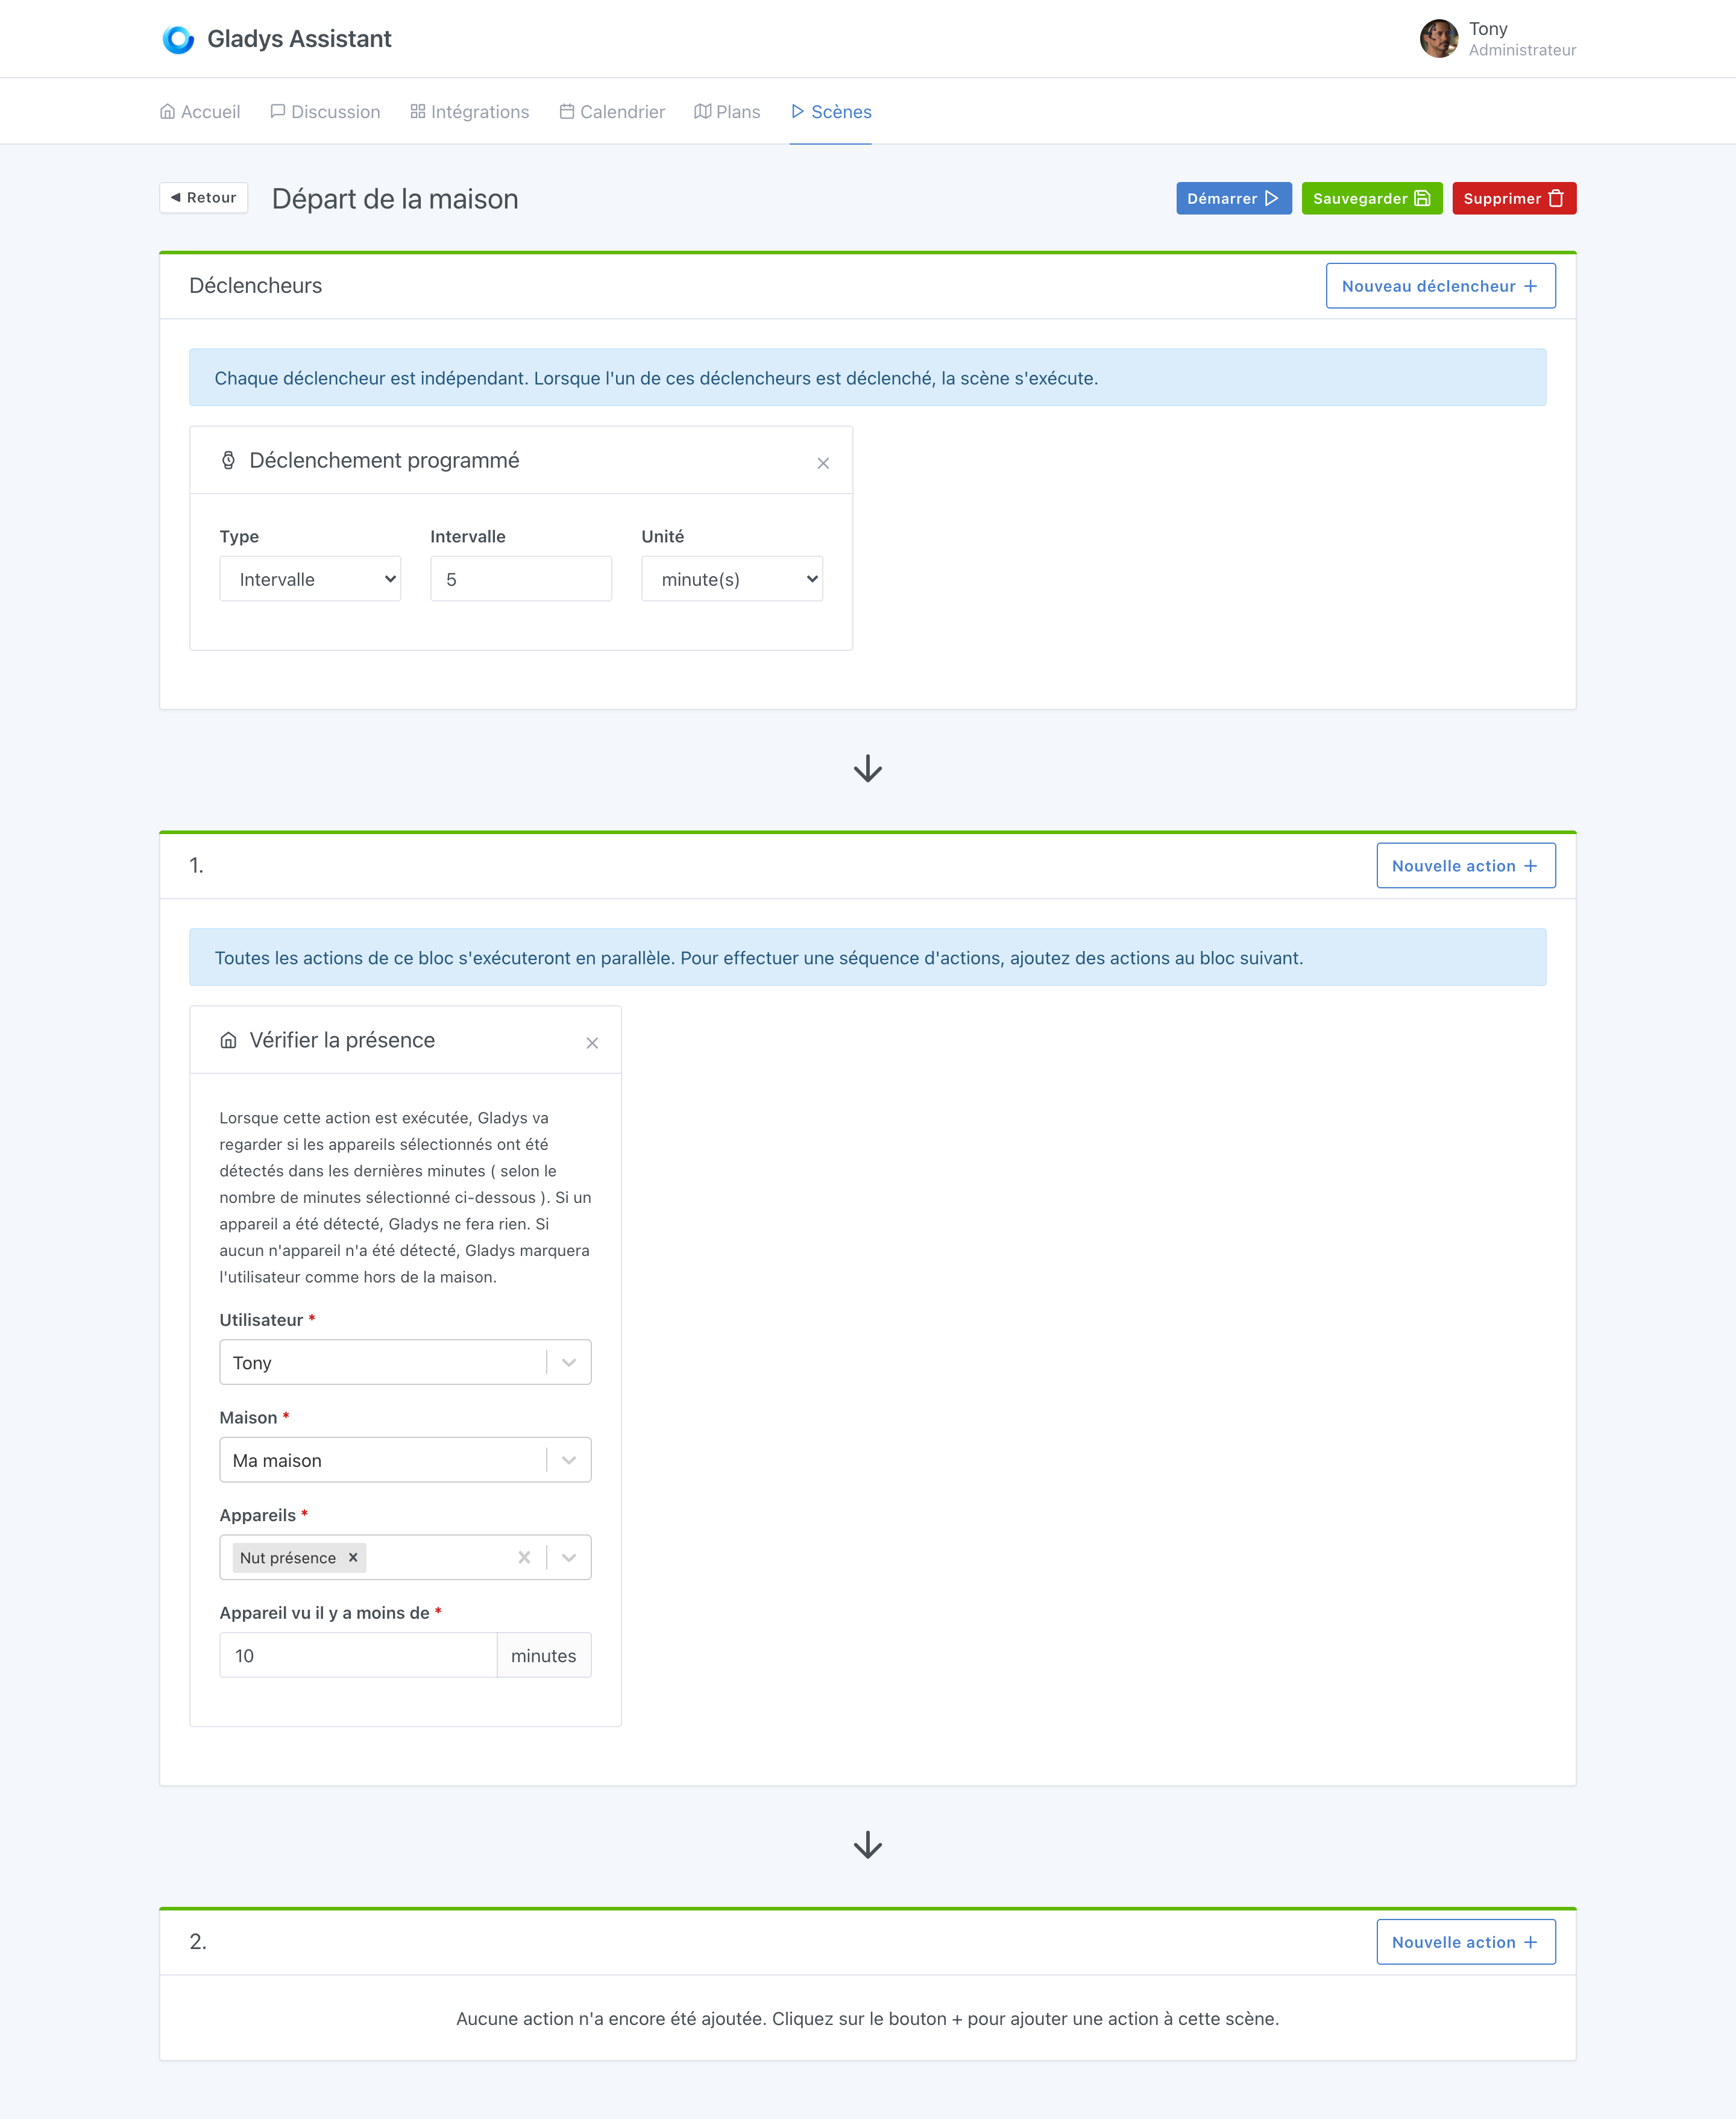 Gladys Assistant
Tony
Administrateur
Accueil
Discussion
Intégrations
Calendrier
Plans
Scènes
◄ Retour
Départ de la maison
Démarrer
Sauvegarder
Supprimer
Déclencheurs
Nouveau déclencheur +
Chaque déclencheur est indépendant. Lorsque l'un de ces déclencheurs est déclenché, la scène s'exécute.
Déclenchement programmé
Type
Intervalle
Unité
Intervalle
5
minute(s)
1.
Nouvelle action +
Toutes les actions de ce bloc s'exécuteront en parallèle. Pour effectuer une séquence d'actions, ajoutez des actions au bloc suivant.
Vérifier la présence
Lorsque cette action est exécutée, Gladys va
regarder si les appareils sélectionnés ont été
détectés dans les dernières minutes ( selon le
nombre de minutes sélectionné ci-dessous ). Si un
appareil a été détecté, Gladys ne fera rien. Si
aucun n'appareil n'a été détecté, Gladys marquera
l'utilisateur comme hors de la maison.
Utilisateur *
Tony
Maison *
Ma maison
Appareils *
Nut présence
Appareil vu il y a moins de *
10
minutes
2.
Nouvelle action +
Aucune action n'a encore été ajoutée. Cliquez sur le bouton + pour ajouter une action à cette scène.